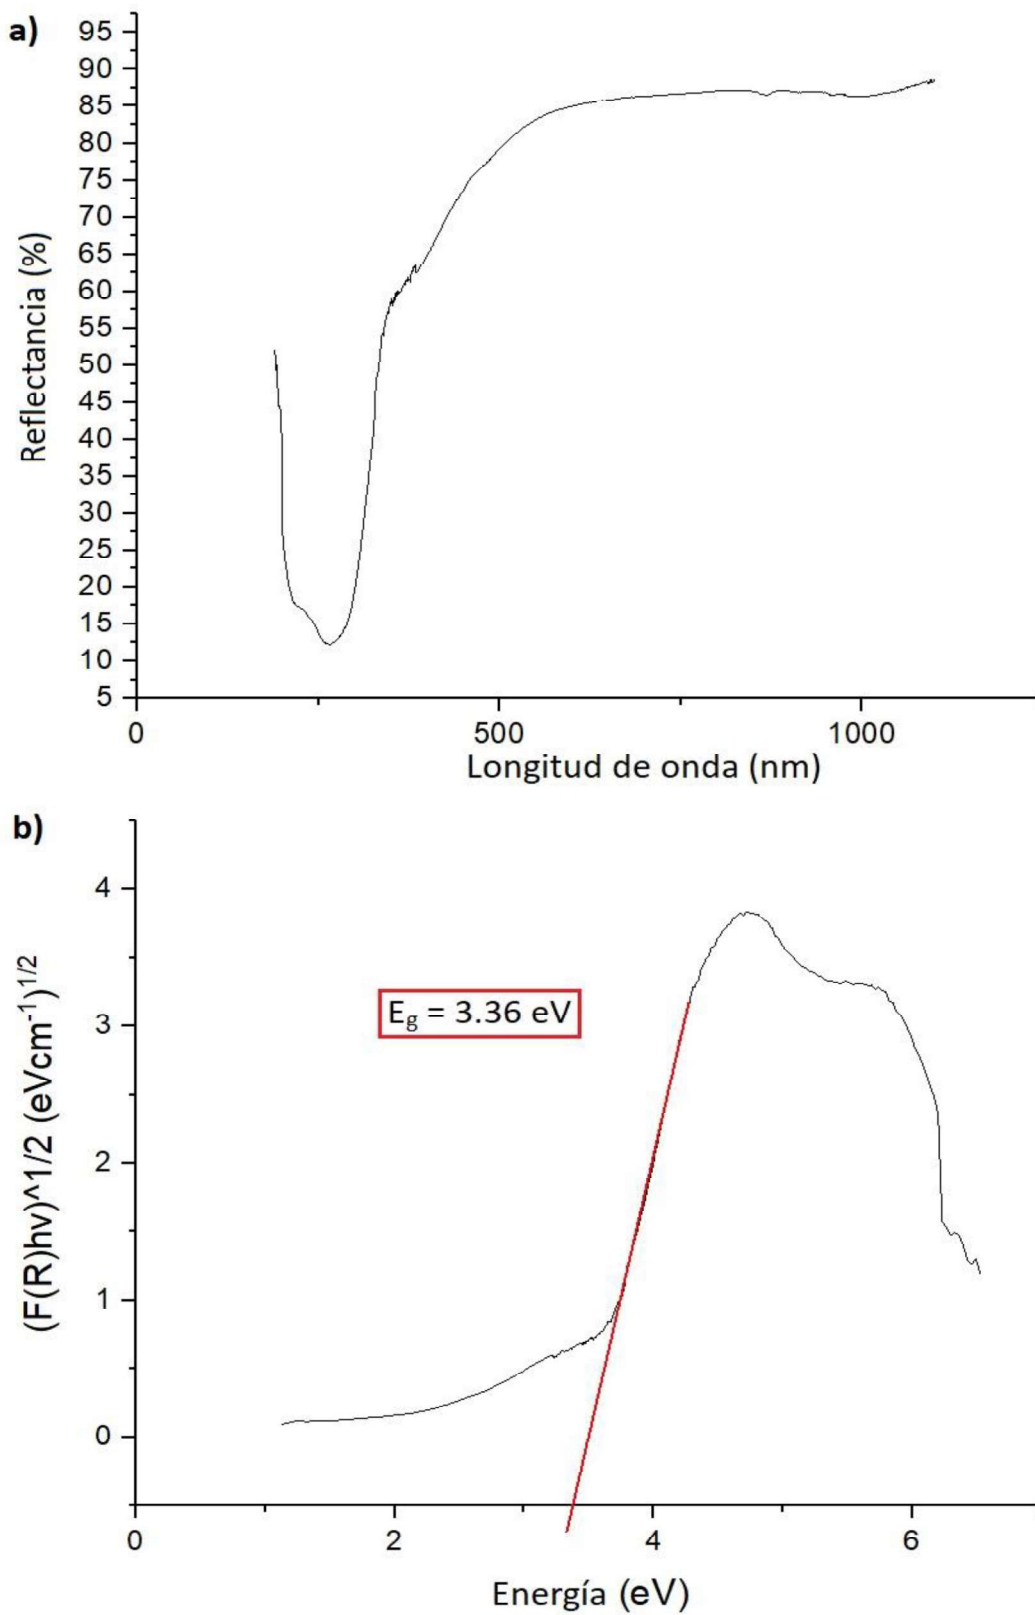 a)
95
90
85
80
75
70
65
60
55
50
45
40
35
30
25
20
15
10
5
Reflectancia (%)
0 500 1000
Longitud de onda (nm)
b)
4
3
2
1
0
(F(R)hv)^1/2 (eVcm⁻¹)¹/²
E_g = 3.36 eV
0 2 4 6
Energía (eV)